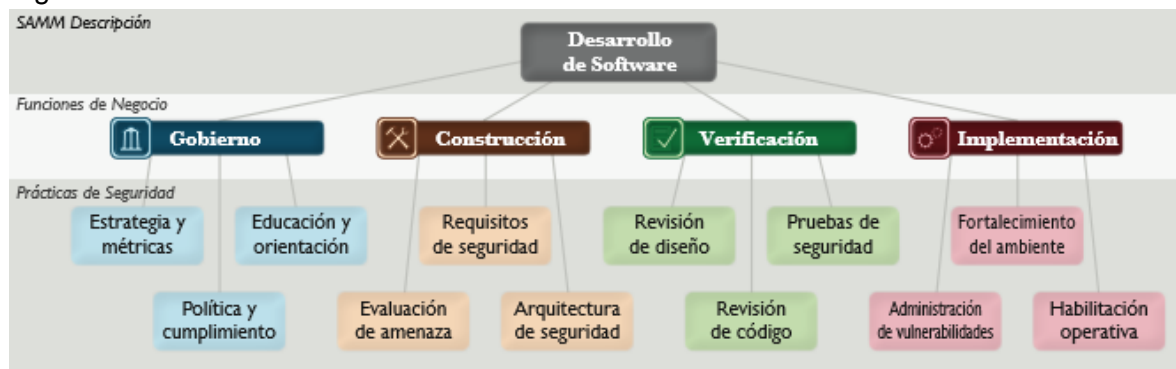 SAMM Descripción
Desarrollo
de Software
Funciones de Negocio
Gobierno
Construcción
Verificación
Implementación
Prácticas de Seguridad
Estrategia y
métricas
Educación y
orientación
Requisitos
de seguridad
Revisión
de diseño
Pruebas de
seguridad
Fortalecimiento
del ambiente
Política y
cumplimiento
Evaluación
de amenaza
Arquitectura
de seguridad
Revisión
de código
Administración
de vulnerabilidades
Habilitación
operativa